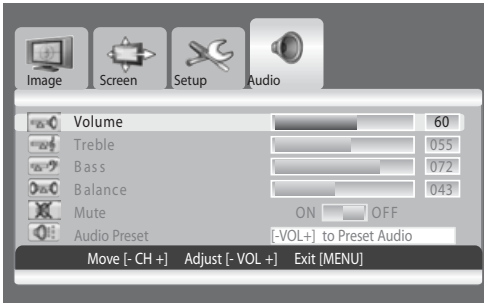 Image Screen Setup Audio
Volume 60
Treble 055
Bass 072
Balance 043
Mute ON OFF
Audio Preset [-VOL+] to Preset Audio
Move [- CH +] Adjust [- VOL +] Exit [MENU]